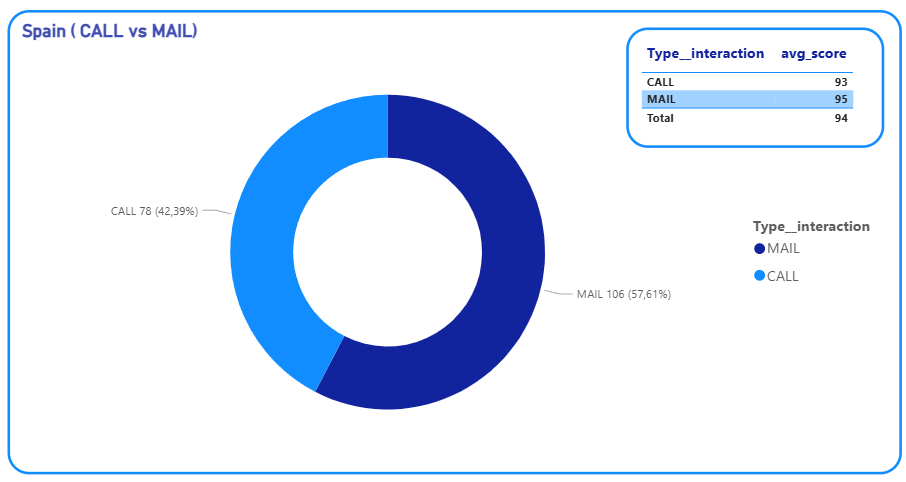 Spain ( CALL vs MAIL)
Type__interaction avg_score
CALL 93
MAIL 95
Total 94
CALL 78 (42,39%)
MAIL 106 (57,61%)
Type__interaction
MAIL
CALL